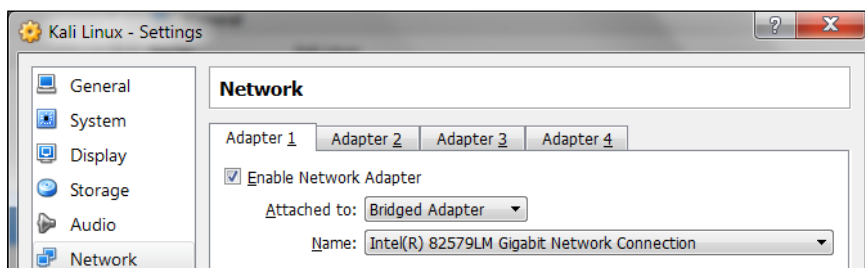 Kali Linux - Settings
General
System
Display
Storage
Audio
Network
Network
Adapter 1 Adapter 2 Adapter 3 Adapter 4
Enable Network Adapter
Attached to: Bridged Adapter
Name: Intel(R) 82579LM Gigabit Network Connection